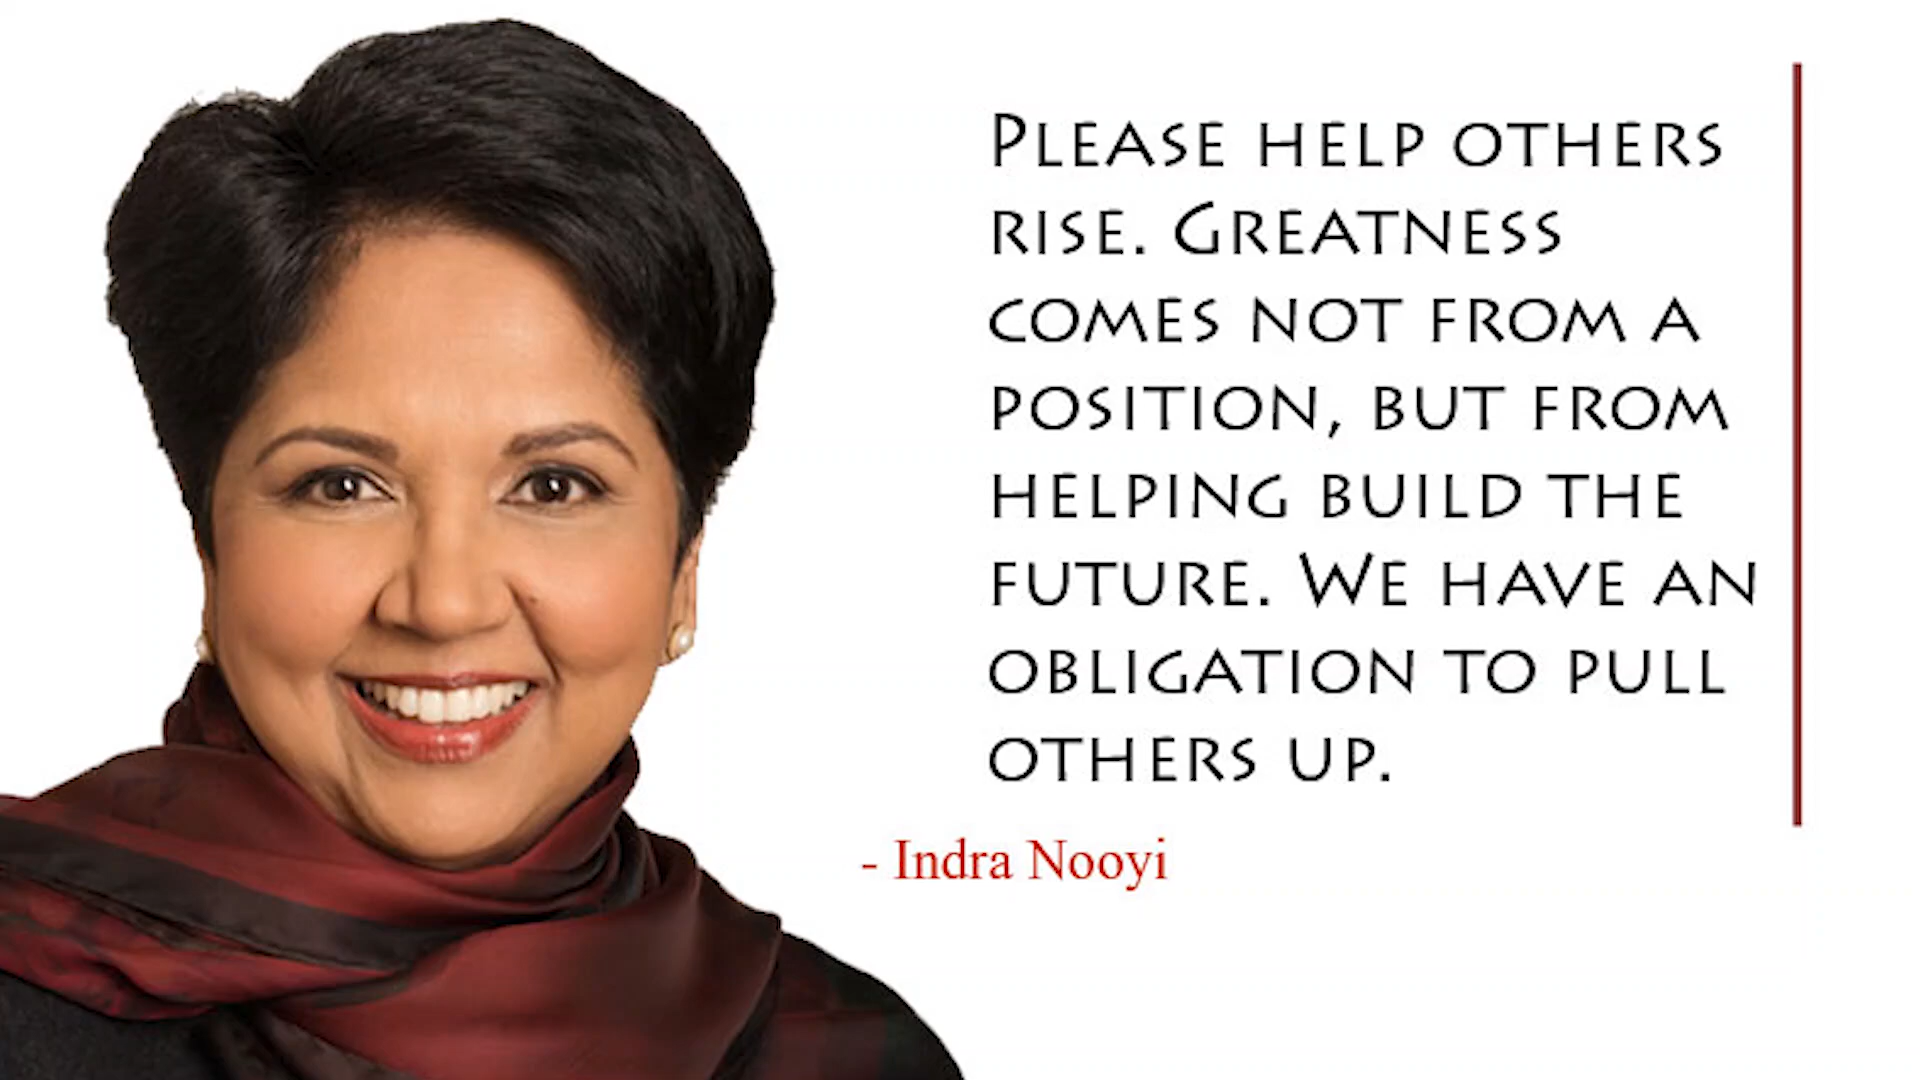 PLEASE HELP OTHERS
RISE. GREATNESS
COMES NOT FROM A
POSITION, BUT FROM
HELPING BUILD THE
FUTURE. WE HAVE AN
OBLIGATION TO PULL
OTHERS UP.
- Indra Nooyi